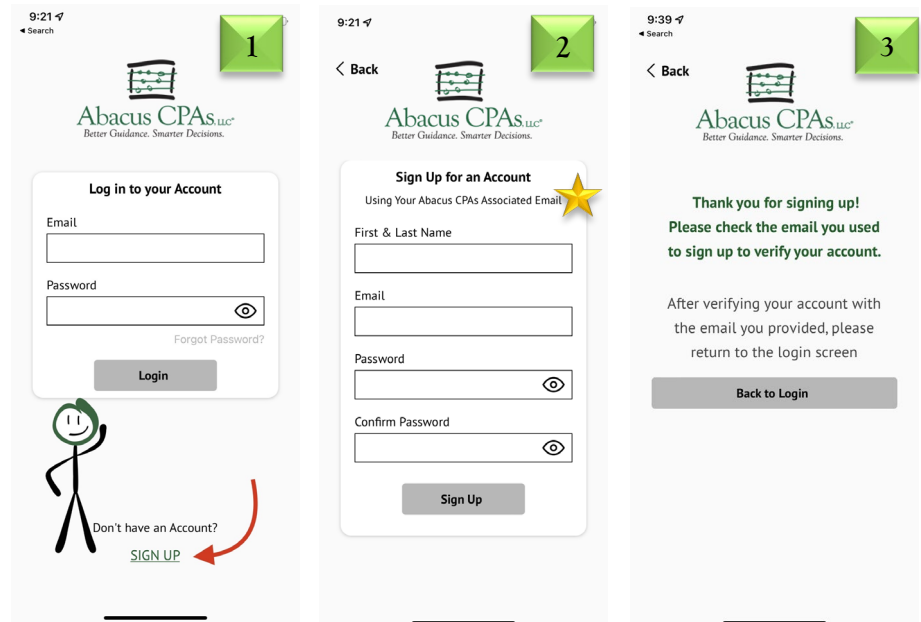 9:21
◀ Search
1
Abacus CPAs, LLC®
Better Guidance. Smarter Decisions.
Log in to your Account
Email
Password
Forgot Password?
Login
Don't have an Account?
SIGN UP
9:21
2
Back
Abacus CPAs, LLC®
Better Guidance. Smarter Decisions.
Sign Up for an Account
Using Your Abacus CPAs Associated Email
First & Last Name
Email
Password
Confirm Password
Sign Up
9:39
◀ Search
3
Back
Abacus CPAs, LLC®
Better Guidance. Smarter Decisions.
Thank you for signing up!
Please check the email you used
to sign up to verify your account.
After verifying your account with
the email you provided, please
return to the login screen
Back to Login